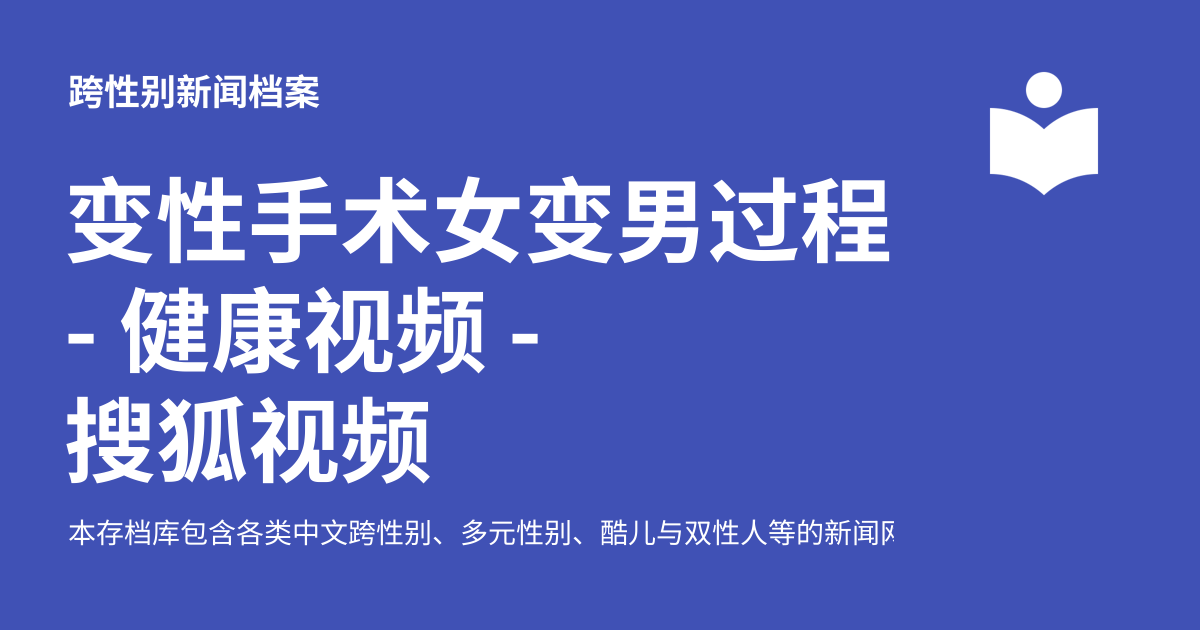 跨性别新闻档案
变性手术女变男过程
- 健康视频 -
搜狐视频
本存档库包含各类中文跨性别、多元性别、酷儿与双性人等的新闻网